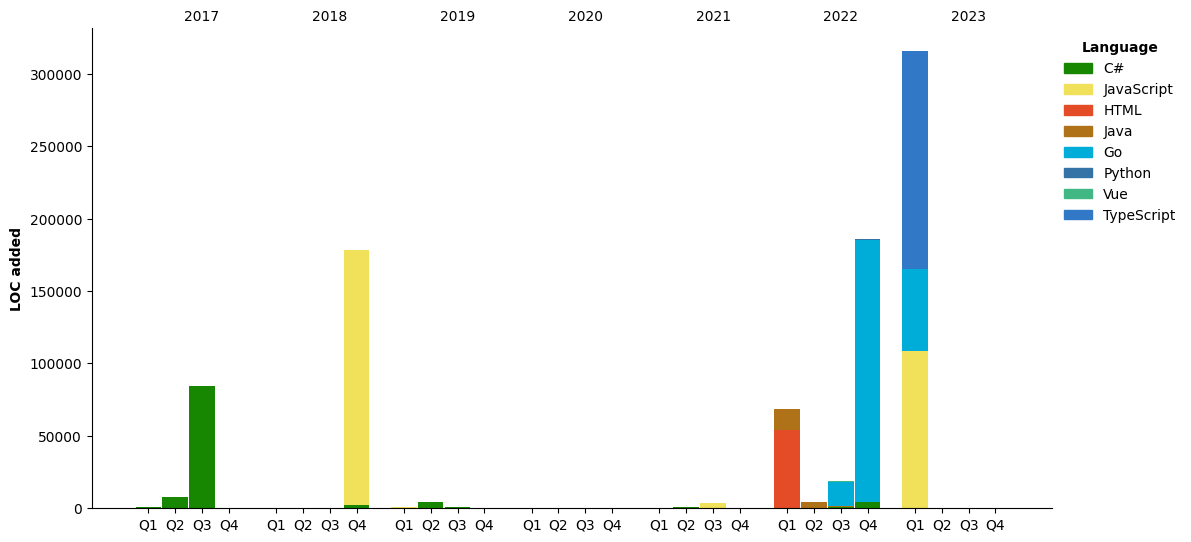 2017 2018 2019 2020 2021 2022 2023
LOC added
300000
250000
200000
150000
100000
50000
0
Q1 Q2 Q3 Q4 Q1 Q2 Q3 Q4 Q1 Q2 Q3 Q4 Q1 Q2 Q3 Q4 Q1 Q2 Q3 Q4 Q1 Q2 Q3 Q4 Q1 Q2 Q3 Q4
Language
C#
JavaScript
HTML
Java
Go
Python
Vue
TypeScript